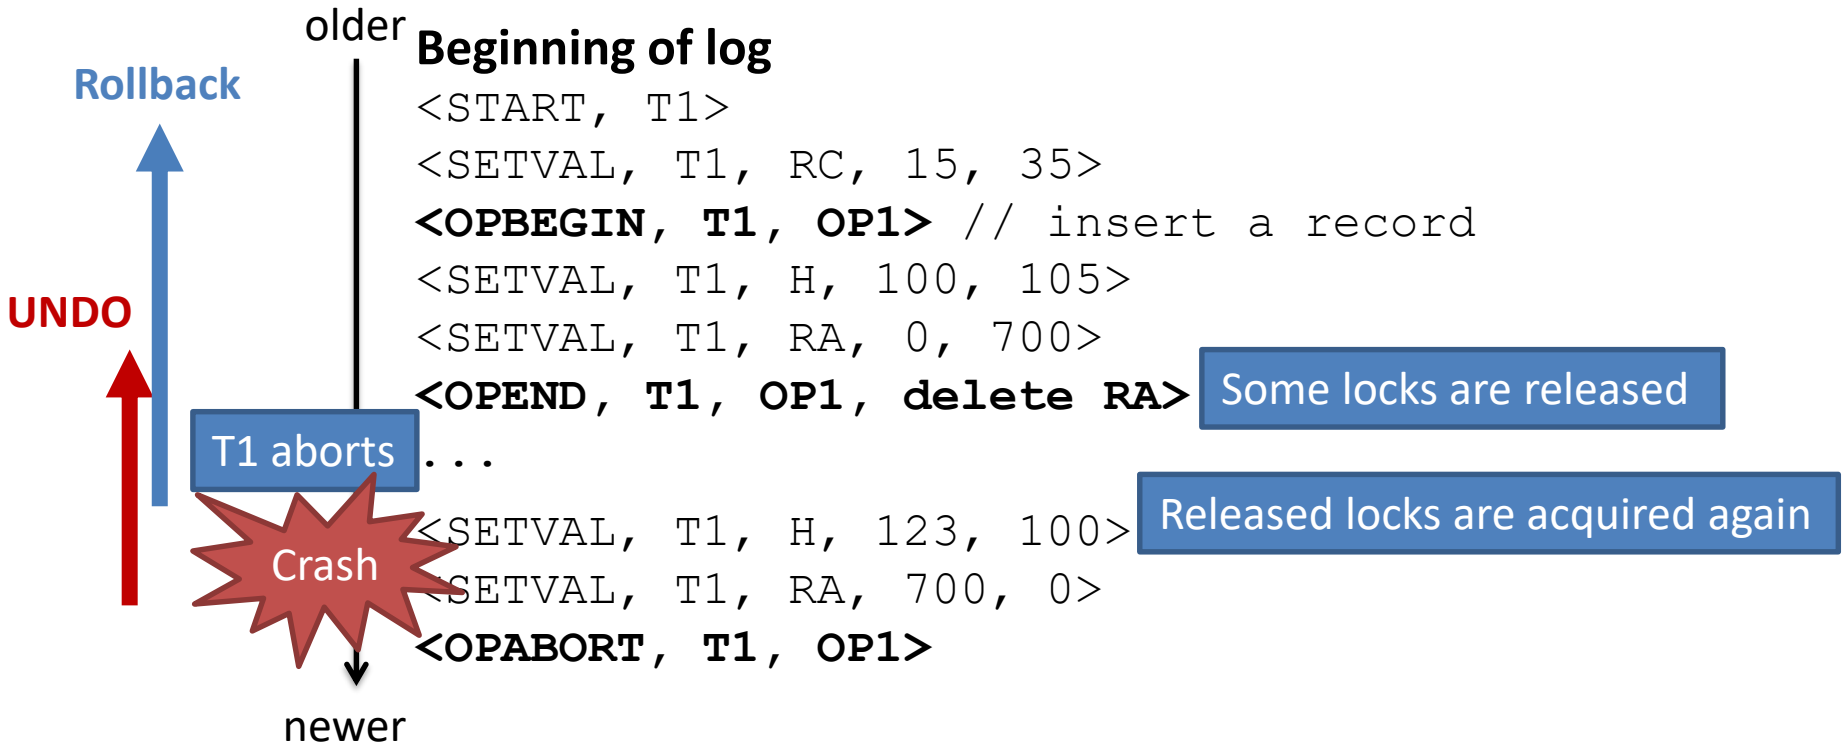 older
Beginning of log
Rollback
<START, T1>
<SETVAL, T1, RC, 15, 35>
<OPBEGIN, T1, OP1> // insert a record
<SETVAL, T1, H, 100, 105>
UNDO
<SETVAL, T1, RA, 0, 700>
<OPEND, T1, OP1, delete RA>
Some locks are released
T1 aborts
...
<SETVAL, T1, H, 123, 100>
Released locks are acquired again
Crash
<SETVAL, T1, RA, 700, 0>
<OPABORT, T1, OP1>
newer